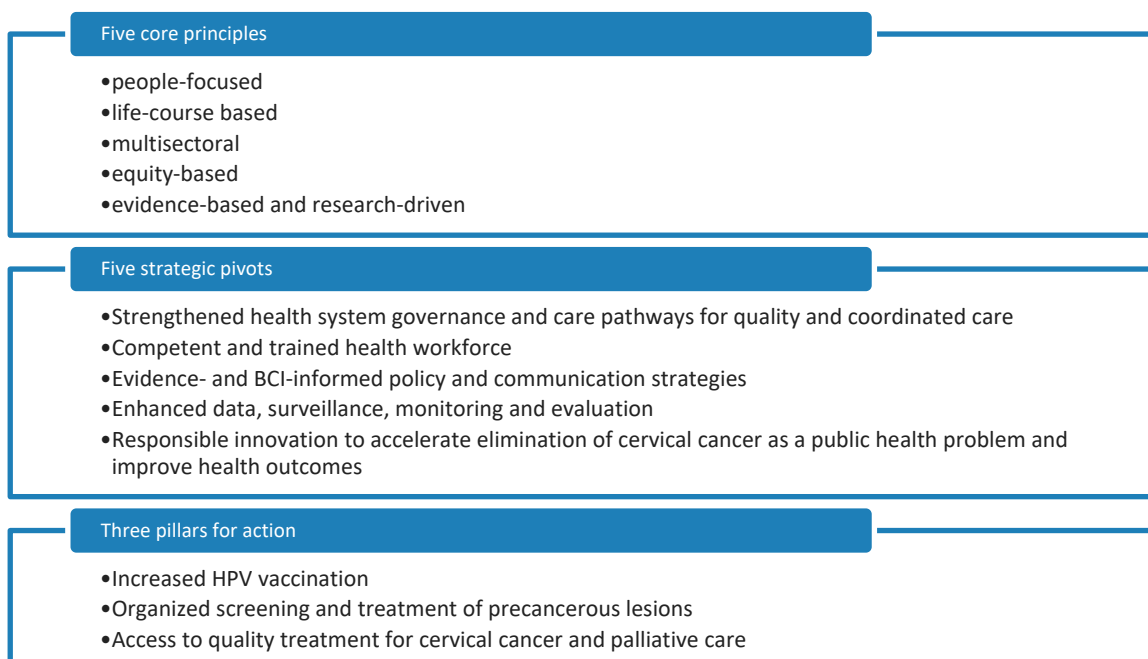 Five core principles
•people-focused
•life-course based
•multisectoral
•equity-based
•evidence-based and research-driven
Five strategic pivots
•Strengthened health system governance and care pathways for quality and coordinated care
•Competent and trained health workforce
•Evidence- and BCI-informed policy and communication strategies
•Enhanced data, surveillance, monitoring and evaluation
•Responsible innovation to accelerate elimination of cervical cancer as a public health problem and
improve health outcomes
Three pillars for action
•Increased HPV vaccination
•Organized screening and treatment of precancerous lesions
•Access to quality treatment for cervical cancer and palliative care